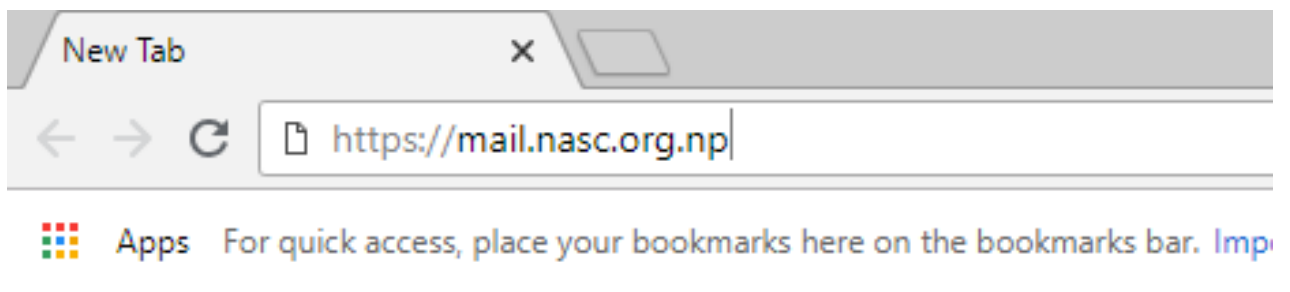 New Tab
https://mail.nasc.org.np
Apps For quick access, place your bookmarks here on the bookmarks bar. Imp